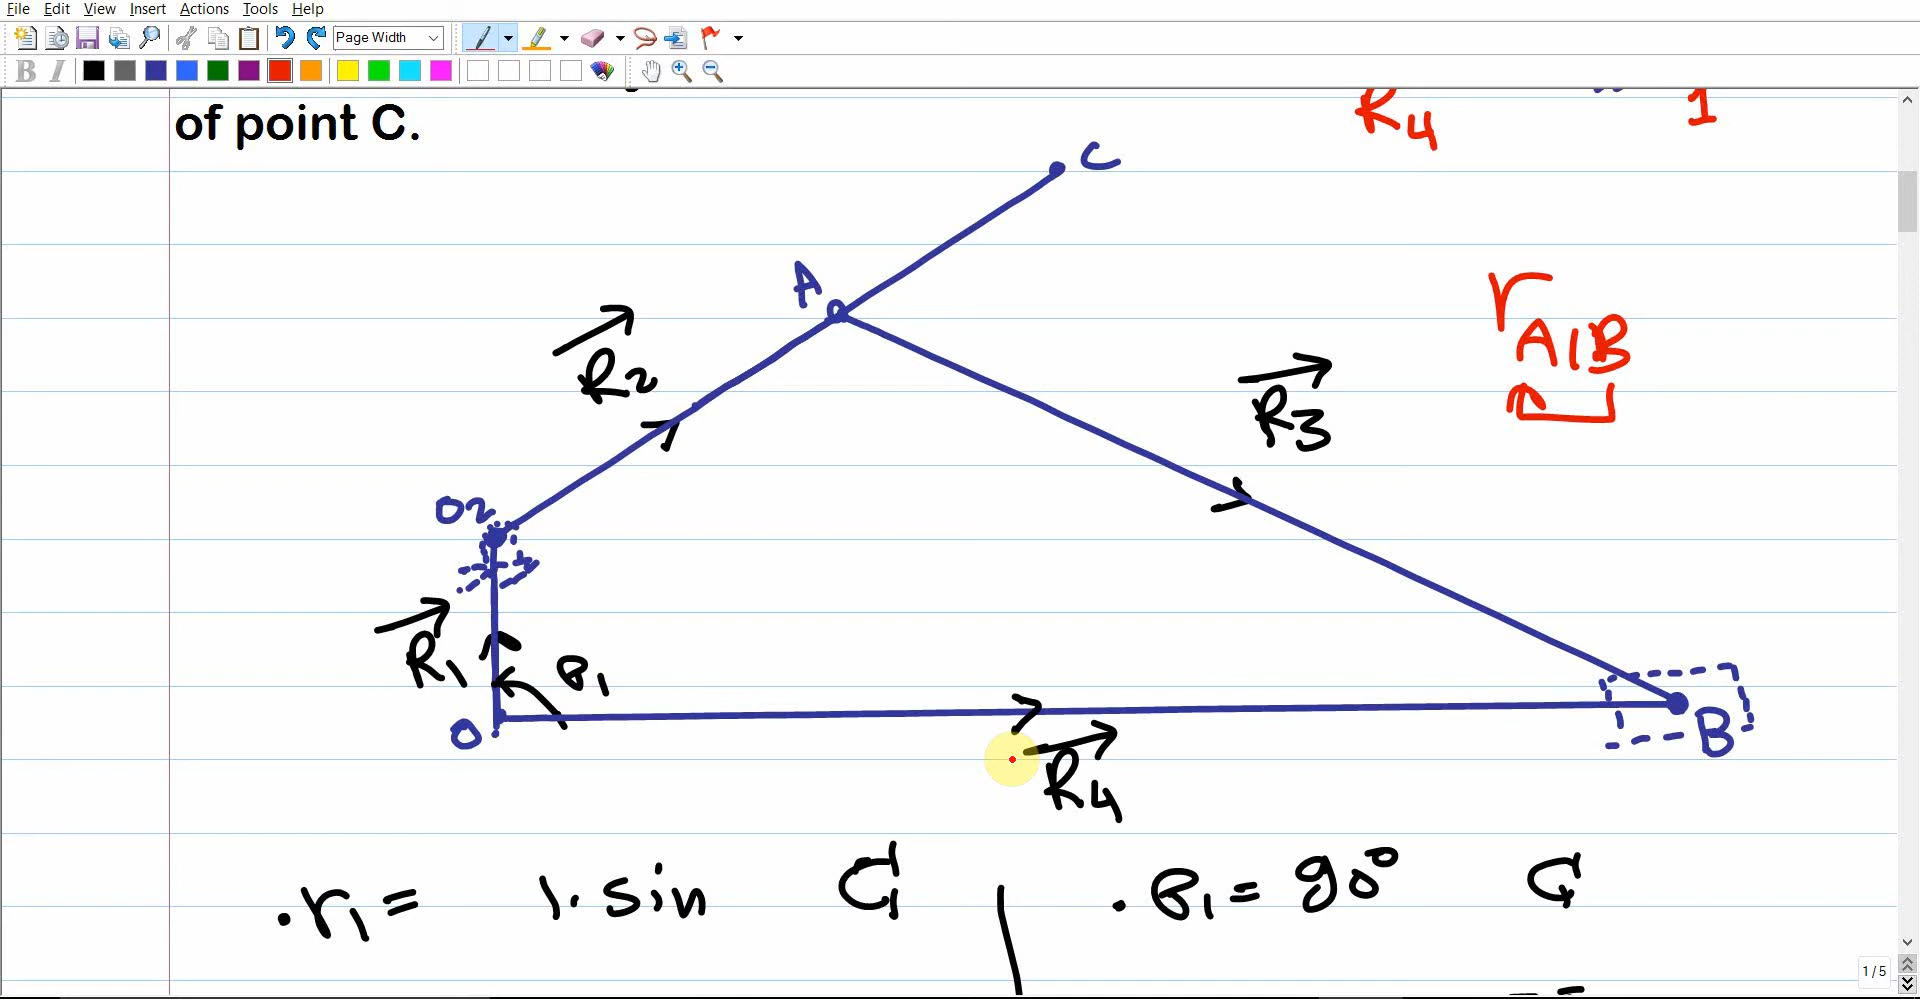 File Edit View Insert Actions Tools Help
Page Width
B I
of point C.
R4
1
C
A
R2
R3
rA/B
O2
R1
θ1
O
B
R4
.r1 = 1.5in C
.θ1 = 90° C
1 / 5